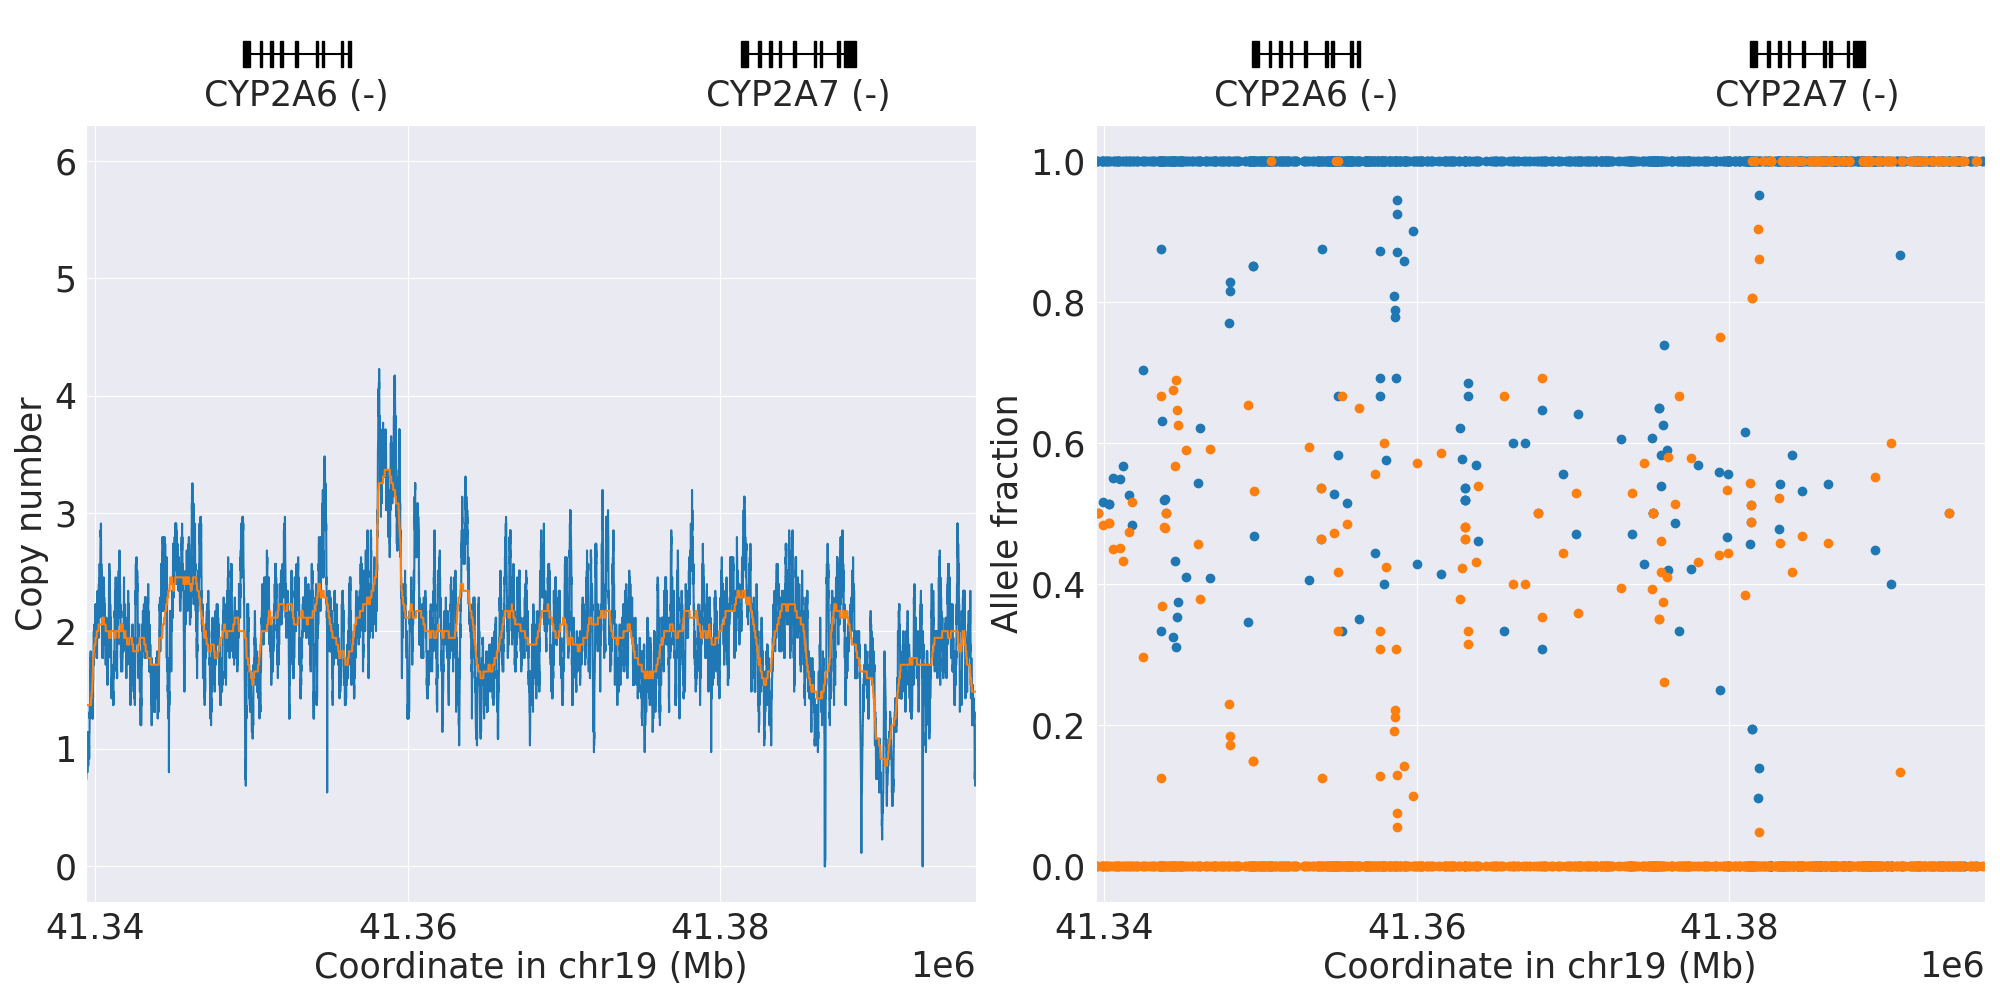 CYP2A6 (-)
CYP2A7 (-)
CYP2A6 (-)
CYP2A7 (-)
Copy number
6
5
4
3
2
1
0
41.34
41.36
41.38
Coordinate in chr19 (Mb)
1e6
Allele fraction
1.0
0.8
0.6
0.4
0.2
0.0
41.34
41.36
41.38
Coordinate in chr19 (Mb)
1e6